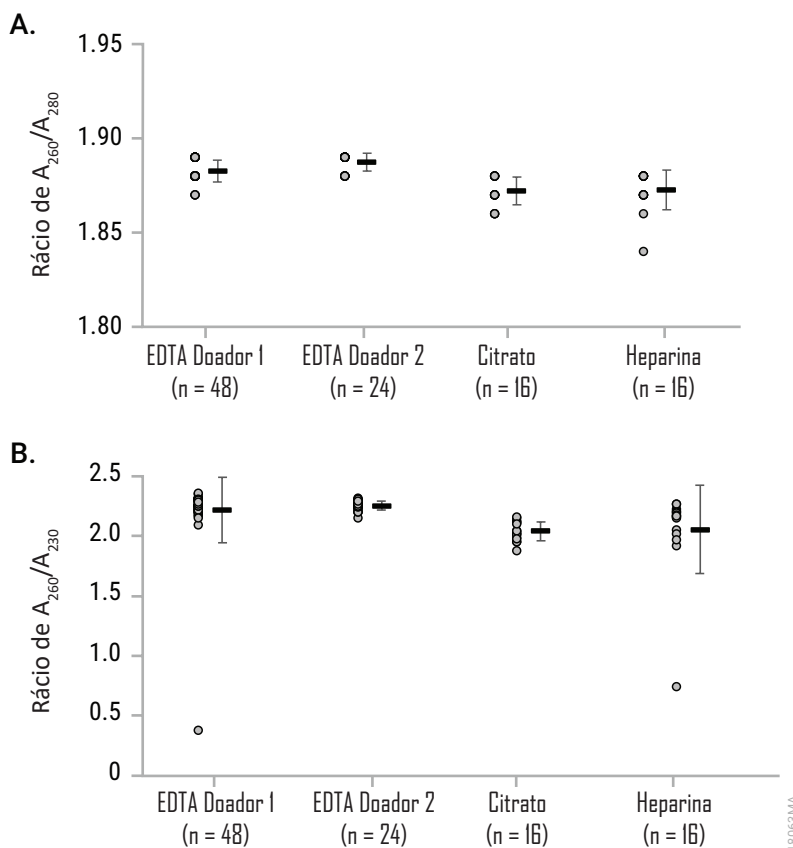 A.
Rácio de A260/A280
1.95
1.90
1.85
1.80
EDTA Doador 1
(n = 48)
EDTA Doador 2
(n = 24)
Citrato
(n = 16)
Heparina
(n = 16)
B.
Rácio de A260/A230
2.5
2.0
1.5
1.0
0.5
0
EDTA Doador 1
(n = 48)
EDTA Doador 2
(n = 24)
Citrato
(n = 16)
Heparina
(n = 16)